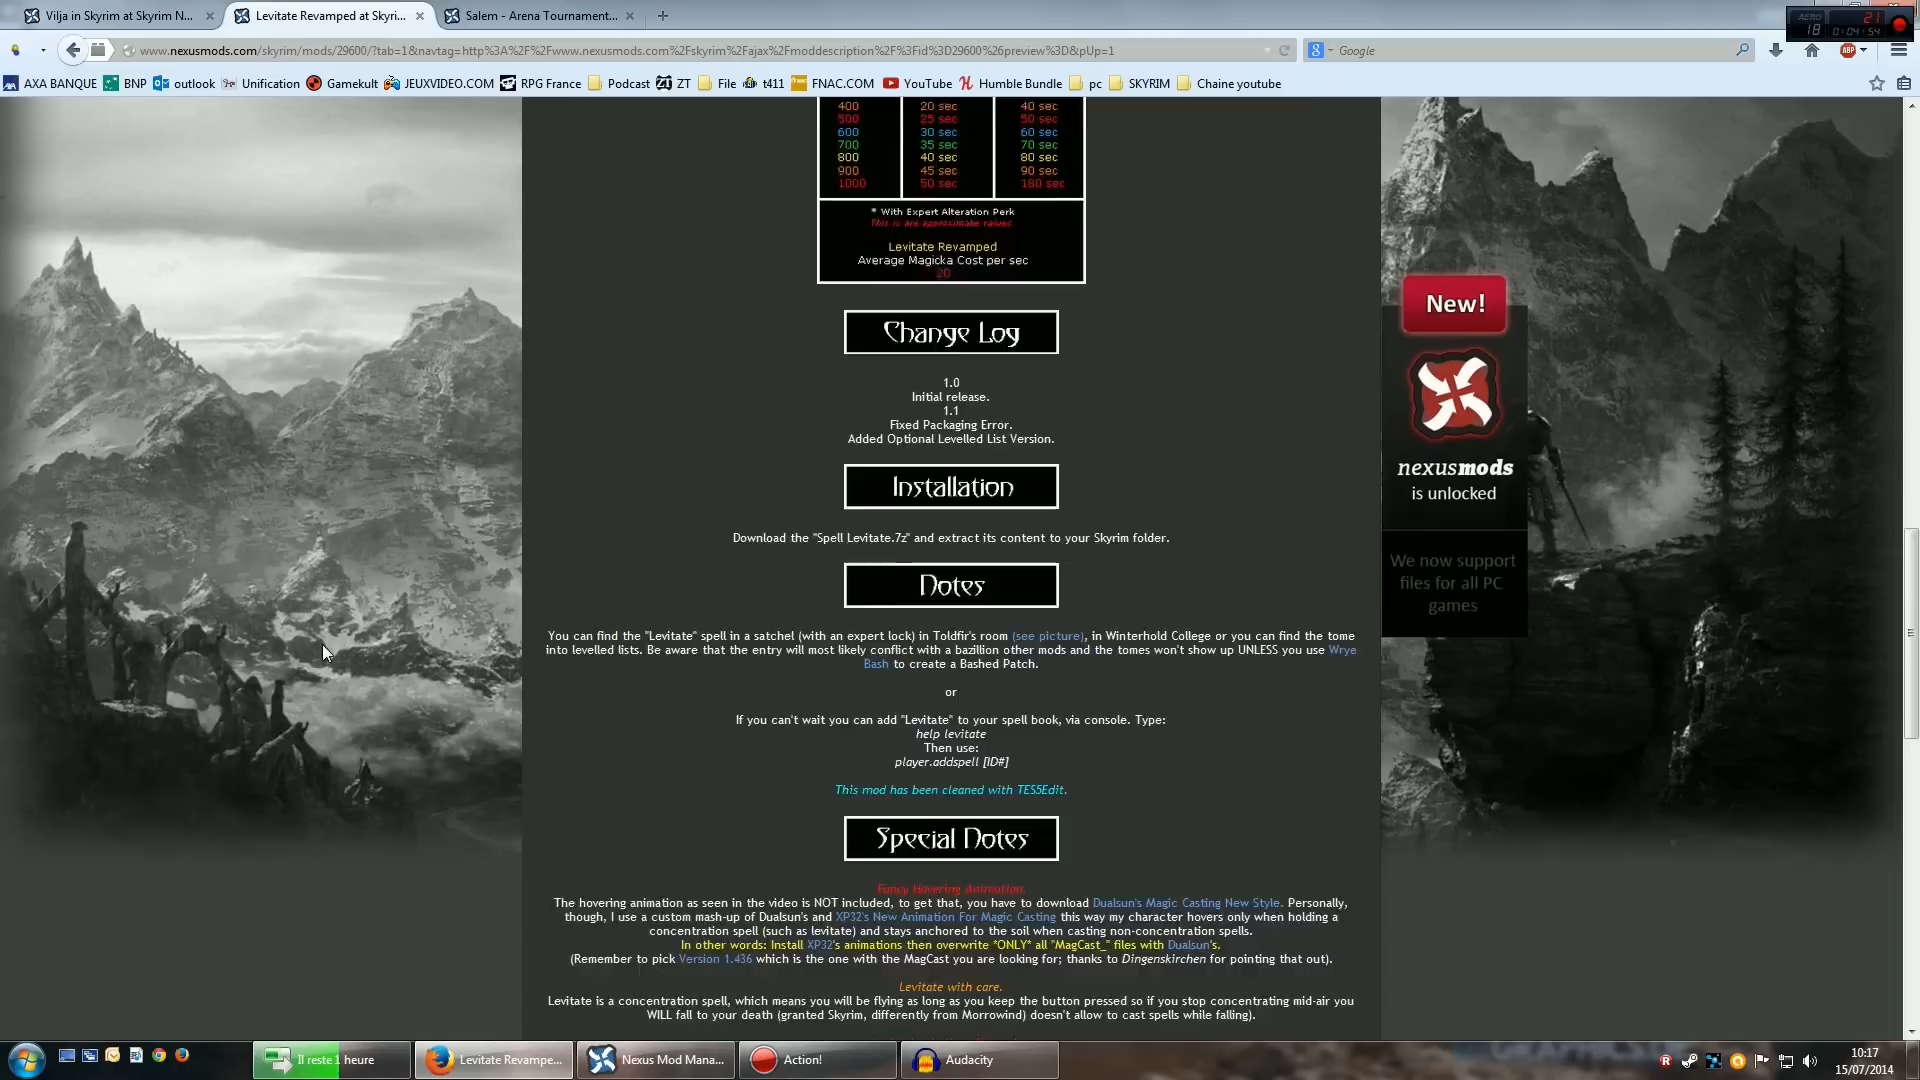 Vilja in Skyrim at Skyrim N...
Levitate Revamped at Skyri...
Salem - Arena Tournament...
www.nexusmods.com/skyrim/mods/29600/?tab=1&navtag=http%3A%2F%2Fwww.nexusmods.com%2Fskyrim%2Fajax%2Fmoddescription%2F%3Fid%3D29600%26preview%3D&pUp=1
Google
AERO
18
21
0:04:54
ABP
AXA BANQUE
BNP
outlook
Unification
Gamekult
JEUXVIDEO.COM
RPG France
Podcast
ZT
File
t411
FNAC.COM
YouTube
Humble Bundle
pc
SKYRIM
Chaine youtube
400 20 sec 40 sec
500 25 sec 50 sec
600 30 sec 60 sec
700 35 sec 70 sec
800 40 sec 80 sec
900 45 sec 90 sec
1000 50 sec 180 sec
* With Expert Alteration Perk
This is are approximate values.
Levitate Revamped
Average Magicka Cost per sec
20
Change Log
1.0
Initial release.
1.1
Fixed Packaging Error.
Added Optional Levelled List Version.
Installation
Download the "Spell Levitate.7z" and extract its content to your Skyrim folder.
Notes
You can find the "Levitate" spell in a satchel (with an expert lock) in Toldfir's room (see picture), in Winterhold College or you can find the tome
into levelled lists. Be aware that the entry will most likely conflict with a bazillion other mods and the tomes won't show up UNLESS you use Wrye
Bash to create a Bashed Patch.
or
If you can't wait you can add "Levitate" to your spell book, via console. Type:
help levitate
Then use:
player.addspell [ID#]
This mod has been cleaned with TES5Edit.
Special Notes
Fancy Hovering Animation.
The hovering animation as seen in the video is NOT included, to get that, you have to download Dualsun's Magic Casting New Style. Personally,
though, I use a custom mash-up of Dualsun's and XP32's New Animation For Magic Casting this way my character hovers only when holding a
concentration spell (such as levitate) and stays anchored to the soil when casting non-concentration spells.
In other words: Install XP32's animations then overwrite *ONLY* all "MagCast_" files with Dualsun's.
(Remember to pick Version 1.436 which is the one with the MagCast you are looking for; thanks to Dingenskirchen for pointing that out).
Levitate with care.
Levitate is a concentration spell, which means you will be flying as long as you keep the button pressed so if you stop concentrating mid-air you
WILL fall to your death (granted Skyrim, differently from Morrowind) doesn't allow to cast spells while falling).
New!
nexusmods
is unlocked
We now support
files for all PC
games
Il reste 1 heure
Levitate Revampe...
Nexus Mod Mana...
Action!
Audacity
10:17
15/07/2014